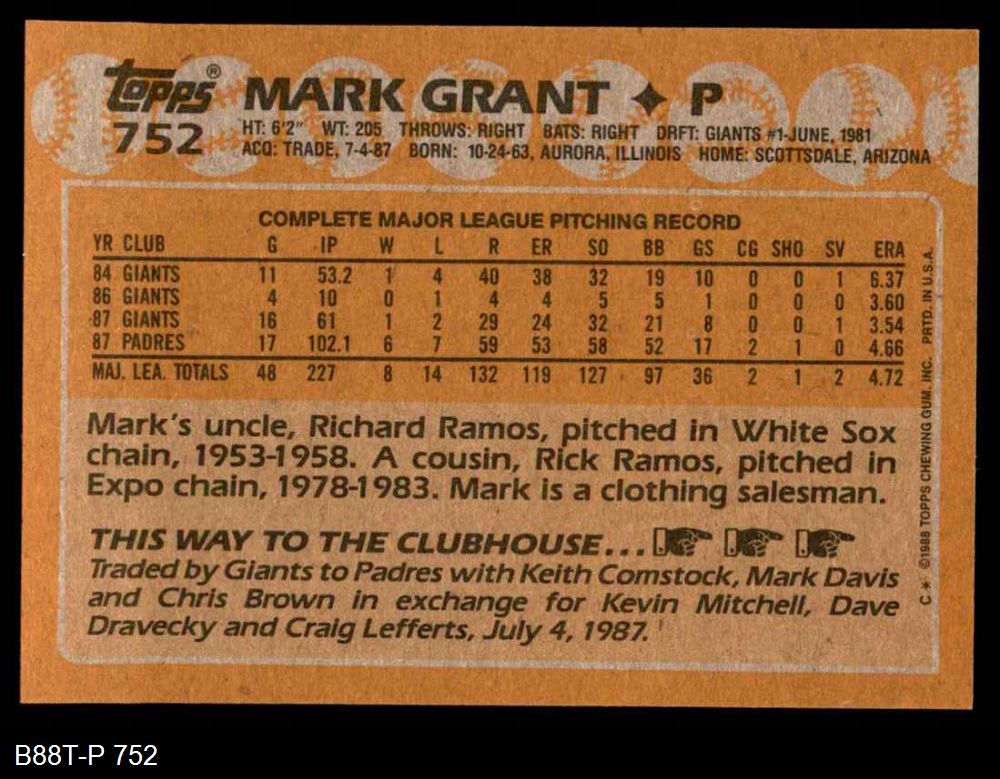 topps® MARK GRANT ✦ P
752
HT: 6'2" WT: 205 THROWS: RIGHT BATS: RIGHT DRFT: GIANTS #1-JUNE, 1981
ACQ: TRADE, 7-4-87 BORN: 10-24-63, AURORA, ILLINOIS HOME: SCOTTSDALE, ARIZONA
COMPLETE MAJOR LEAGUE PITCHING RECORD
YR CLUB G IP W L R ER SO BB GS CG SHO SV ERA
84 GIANTS 11 53.2 1 4 40 38 32 19 10 0 0 1 6.37
86 GIANTS 4 10 0 1 4 4 5 5 1 0 0 0 3.60
87 GIANTS 16 61 1 2 29 24 32 21 8 0 0 1 3.54
87 PADRES 17 102.1 6 7 59 53 58 52 17 2 1 0 4.66
MAJ. LEA. TOTALS 48 227 8 14 132 119 127 97 36 2 1 2 4.72
Mark's uncle, Richard Ramos, pitched in White Sox
chain, 1953-1958. A cousin, Rick Ramos, pitched in
Expo chain, 1978-1983. Mark is a clothing salesman.
THIS WAY TO THE CLUBHOUSE...
Traded by Giants to Padres with Keith Comstock, Mark Davis
and Chris Brown in exchange for Kevin Mitchell, Dave
Dravecky and Craig Lefferts, July 4, 1987.
C* ©1988 TOPPS CHEWING GUM, INC. PRTD. IN U.S.A.
B88T-P 752